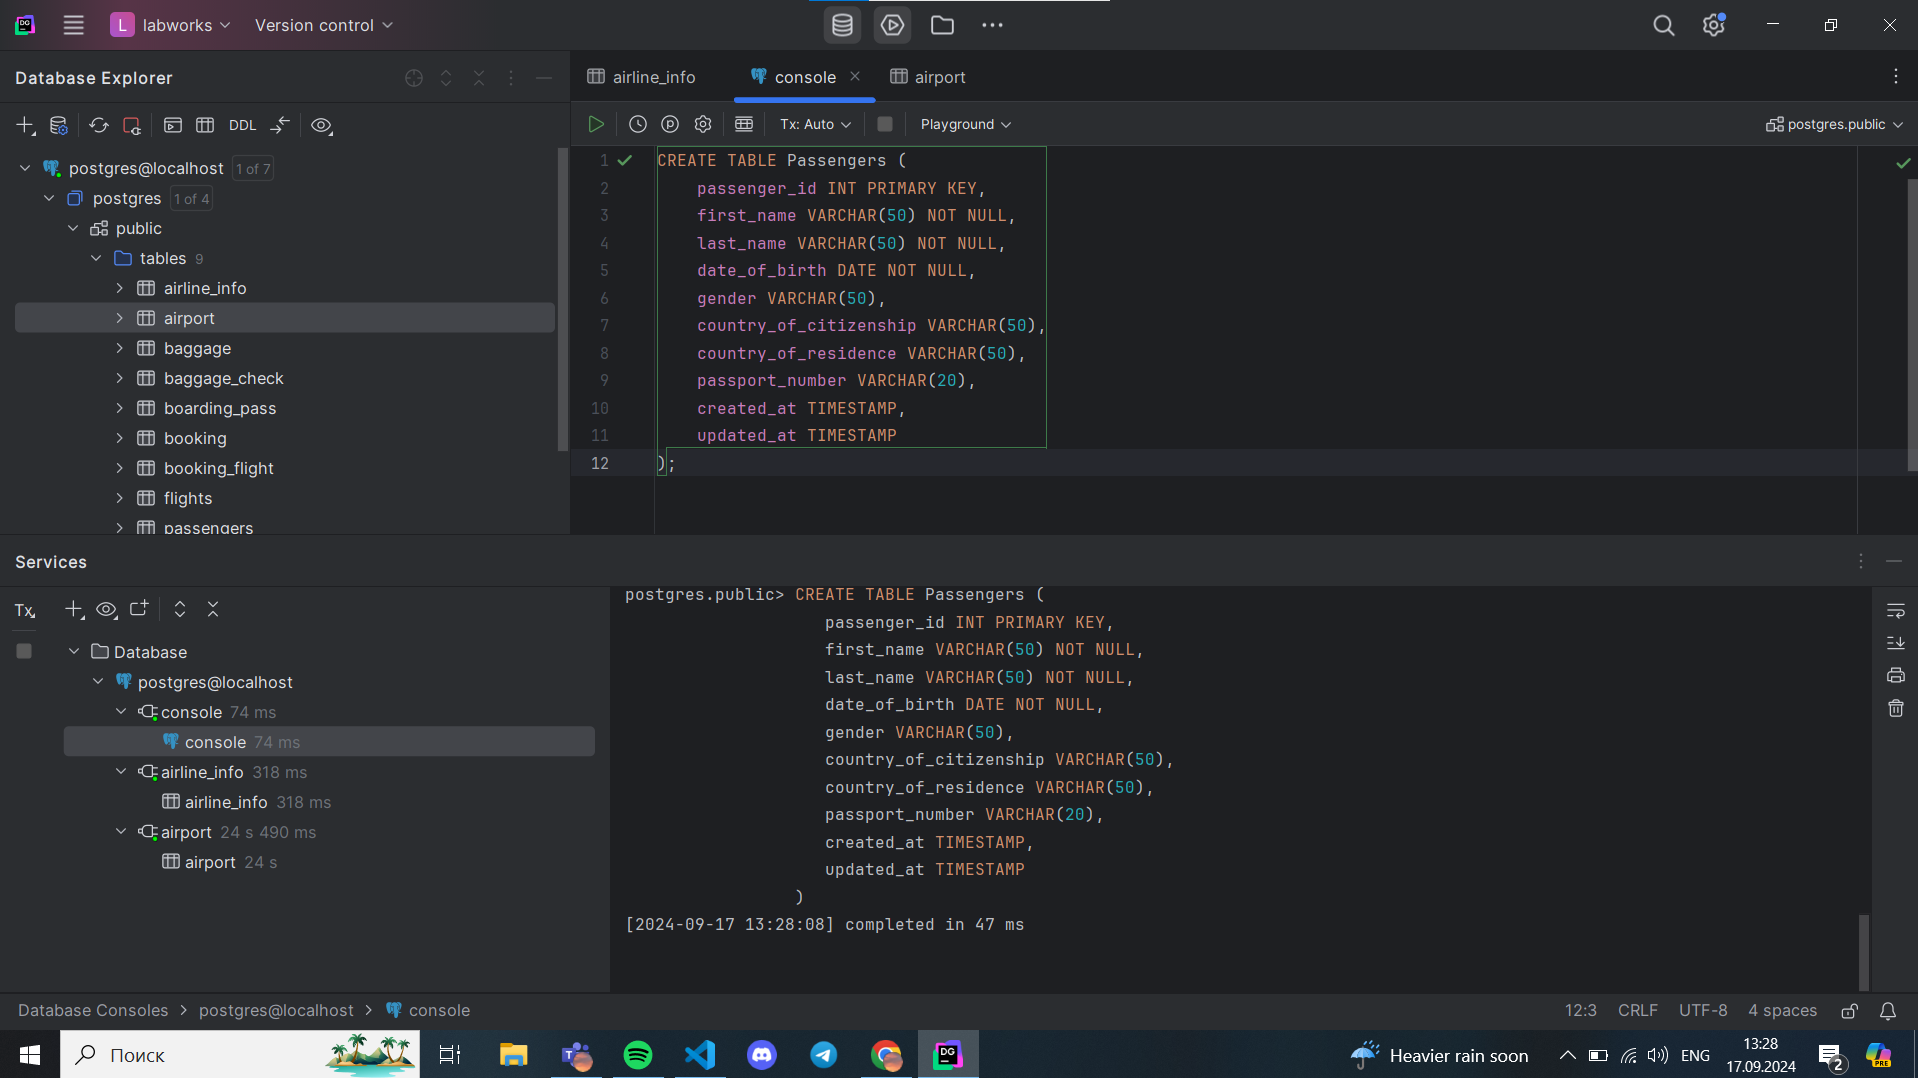 L labworks
Version control
Database Explorer
DDL
postgres@localhost 1 of 7
postgres 1 of 4
public
tables 9
airline_info
airport
baggage
baggage_check
boarding_pass
booking
booking_flight
flights
passengers
airline_info
console
airport
Tx: Auto
Playground
postgres.public
1 CREATE TABLE Passengers (
2 passenger_id INT PRIMARY KEY,
3 first_name VARCHAR(50) NOT NULL,
4 last_name VARCHAR(50) NOT NULL,
5 date_of_birth DATE NOT NULL,
6 gender VARCHAR(50),
7 country_of_citizenship VARCHAR(50),
8 country_of_residence VARCHAR(50),
9 passport_number VARCHAR(20),
10 created_at TIMESTAMP,
11 updated_at TIMESTAMP
12 );
Services
Tx
Database
postgres@localhost
console 74 ms
console 74 ms
airline_info 318 ms
airline_info 318 ms
airport 24 s 490 ms
airport 24 s
postgres.public> CREATE TABLE Passengers (
passenger_id INT PRIMARY KEY,
first_name VARCHAR(50) NOT NULL,
last_name VARCHAR(50) NOT NULL,
date_of_birth DATE NOT NULL,
gender VARCHAR(50),
country_of_citizenship VARCHAR(50),
country_of_residence VARCHAR(50),
passport_number VARCHAR(20),
created_at TIMESTAMP,
updated_at TIMESTAMP
)
[2024-09-17 13:28:08] completed in 47 ms
Database Consoles > postgres@localhost > console
12:3 CRLF UTF-8 4 spaces
Поиск
DG
Heavier rain soon
ENG
13:28
17.09.2024
2
PRE